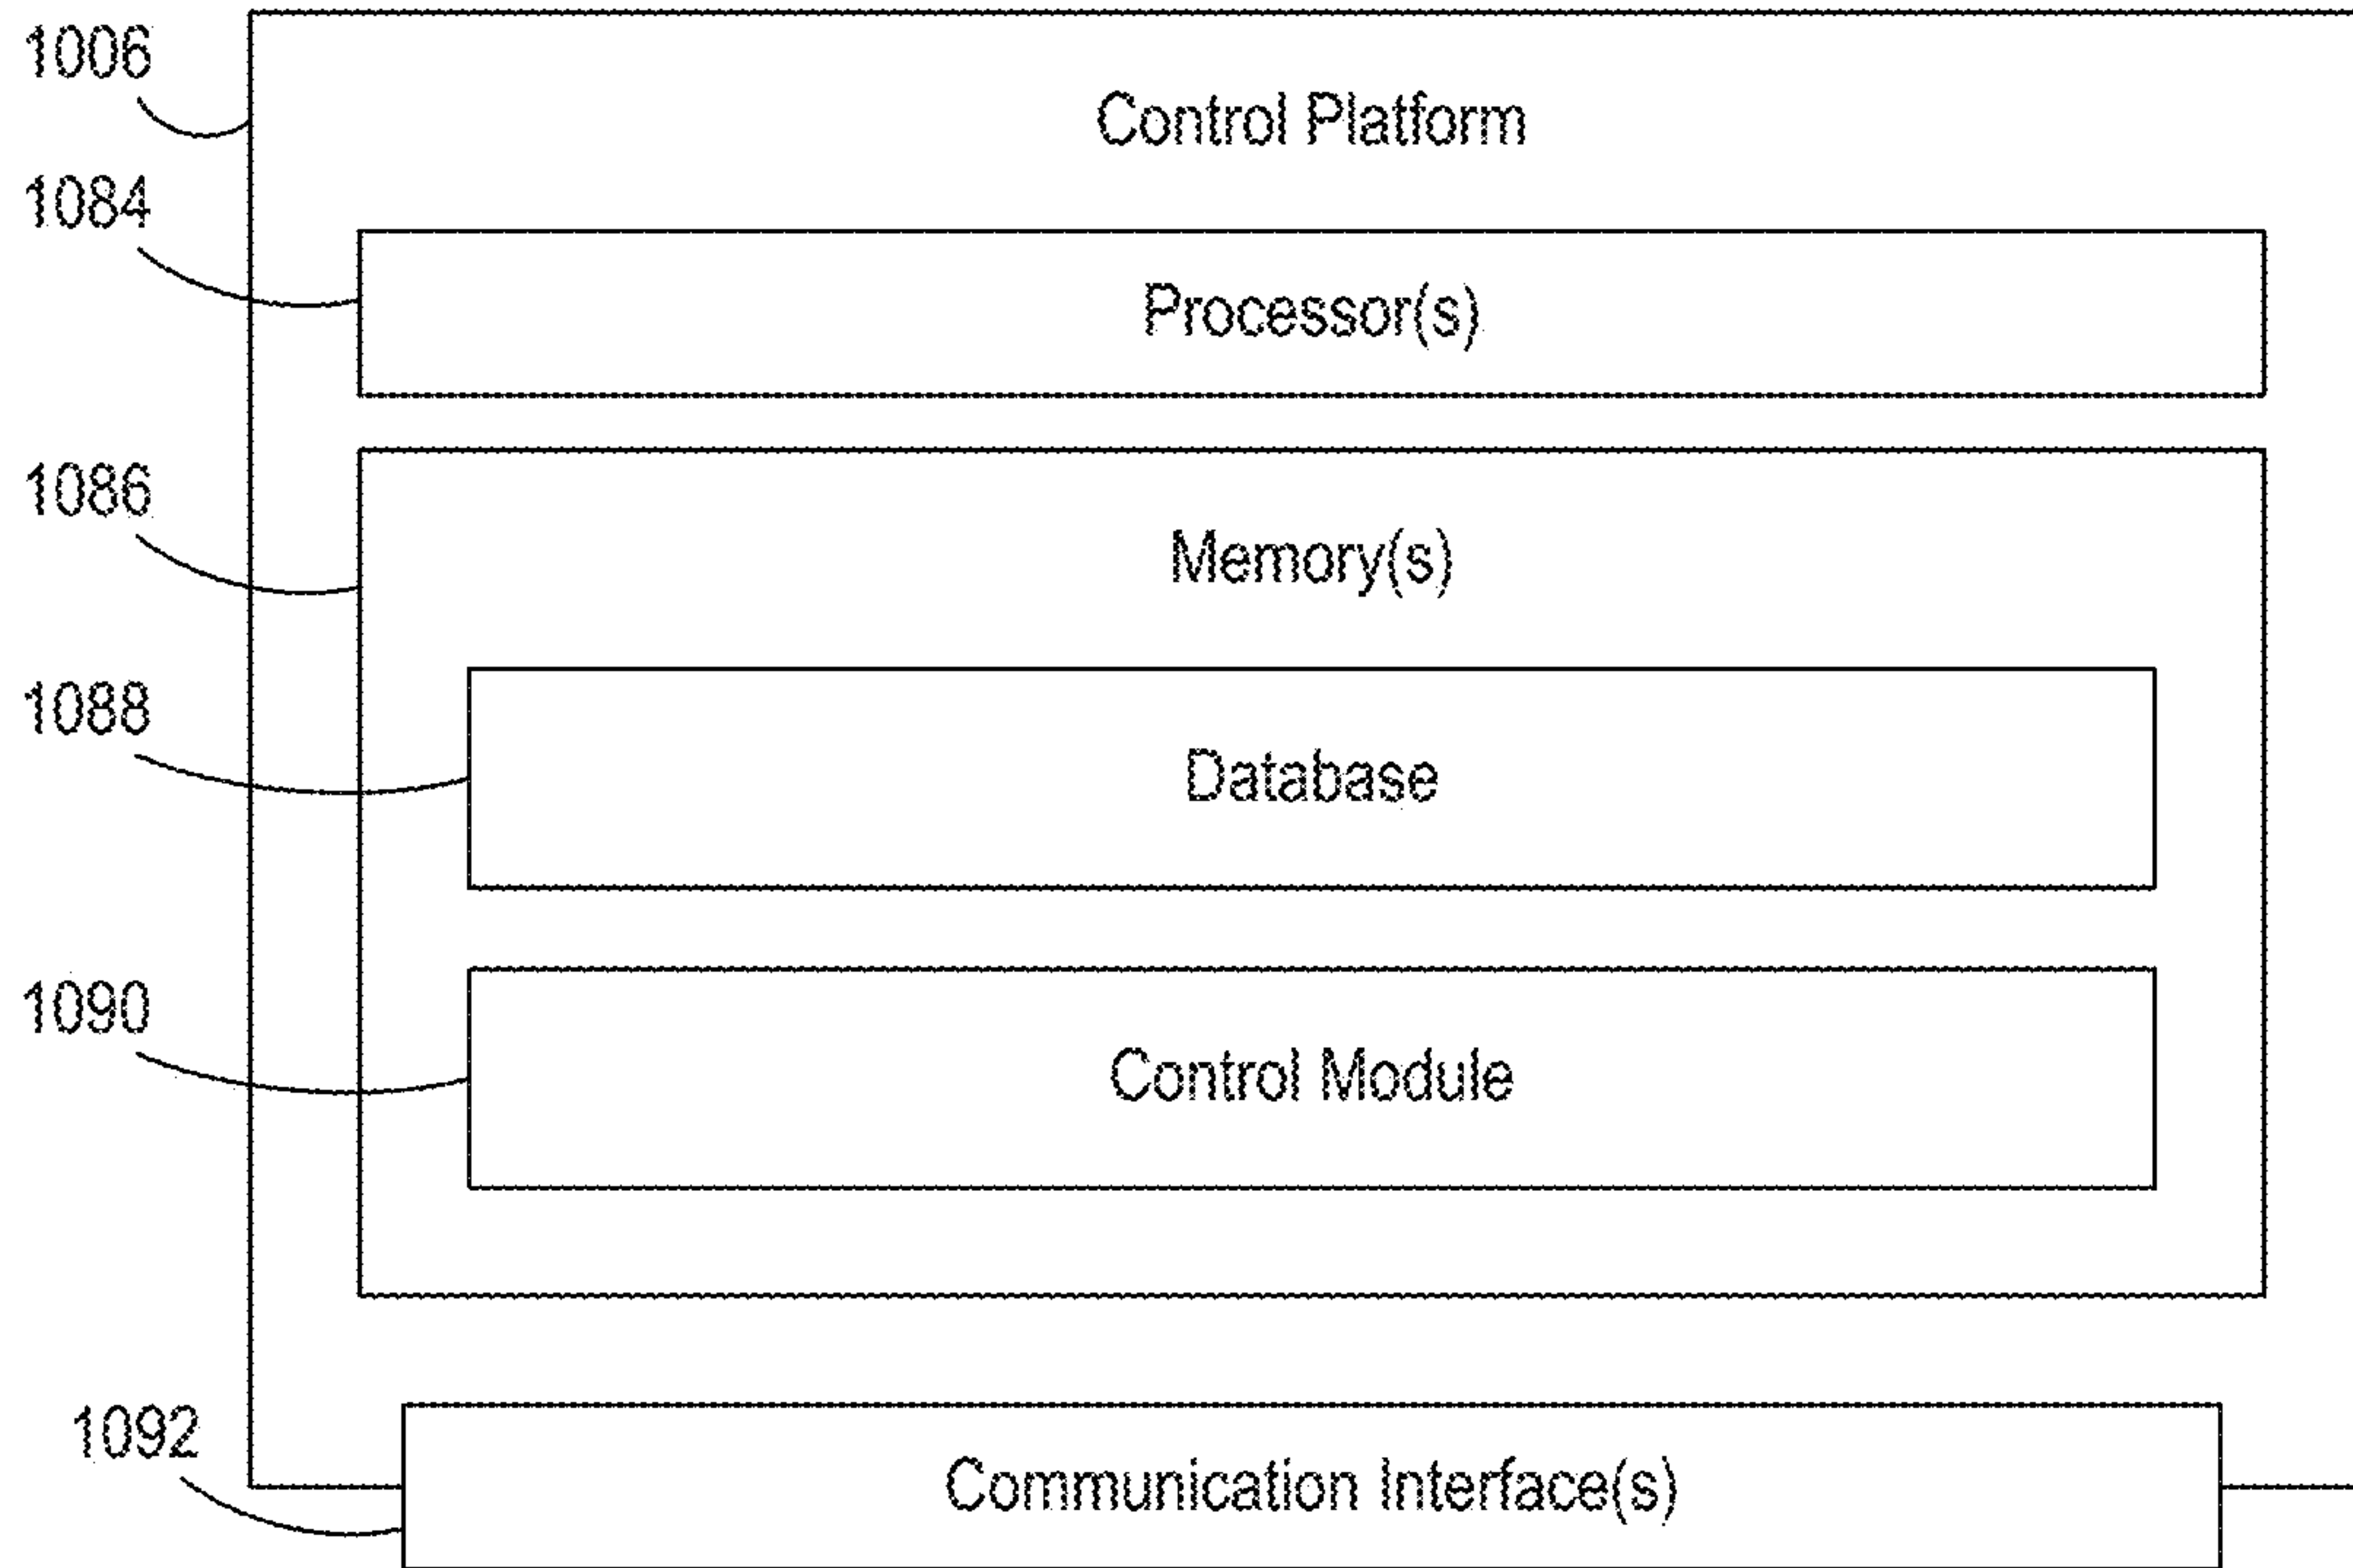 1006
Control Platform
1084
Processor(s)
1086
Memory(s)
1088
Database
1090
Control Module
1092
Communication Interface(s)